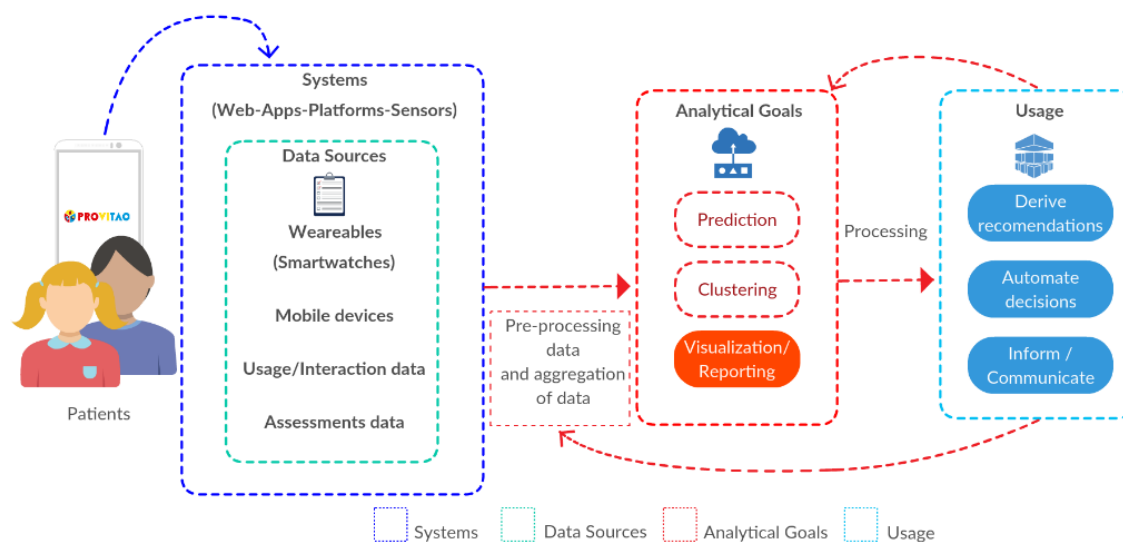 PROVITAO
Patients
Systems
(Web-Apps-Platforms-Sensors)
Data Sources
Weareables
(Smartwatches)
Mobile devices
Usage/Interaction data
Assessments data
Pre-processing
data
and aggregation
of data
Analytical Goals
Prediction
Clustering
Visualization/
Reporting
Processing
Usage
Derive
recomendations
Automate
decisions
Inform /
Communicate
Systems
Data Sources
Analytical Goals
Usage